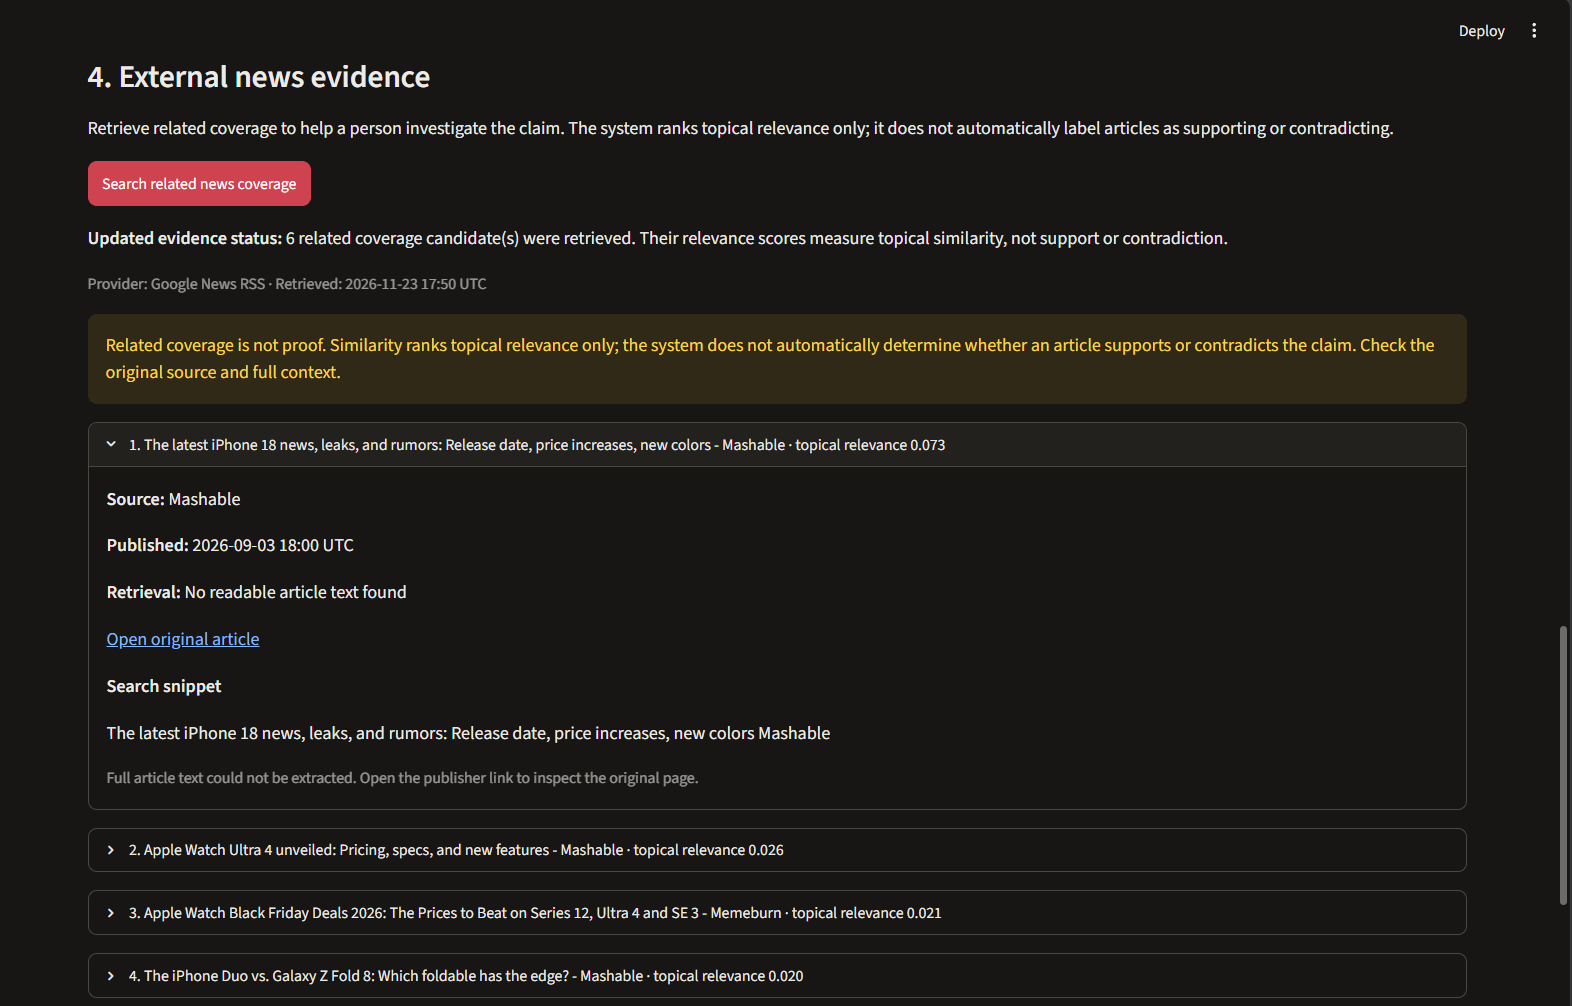 Deploy
4. External news evidence
Retrieve related coverage to help a person investigate the claim. The system ranks topical relevance only; it does not automatically label articles as supporting or contradicting.
Search related news coverage
Updated evidence status: 6 related coverage candidate(s) were retrieved. Their relevance scores measure topical similarity, not support or contradiction.
Provider: Google News RSS · Retrieved: 2026-11-23 17:50 UTC
Related coverage is not proof. Similarity ranks topical relevance only; the system does not automatically determine whether an article supports or contradicts the claim. Check the
original source and full context.
1. The latest iPhone 18 news, leaks, and rumors: Release date, price increases, new colors - Mashable · topical relevance 0.073
Source: Mashable
Published: 2026-09-03 18:00 UTC
Retrieval: No readable article text found
Open original article
Search snippet
The latest iPhone 18 news, leaks, and rumors: Release date, price increases, new colors Mashable
Full article text could not be extracted. Open the publisher link to inspect the original page.
2. Apple Watch Ultra 4 unveiled: Pricing, specs, and new features - Mashable · topical relevance 0.026
3. Apple Watch Black Friday Deals 2026: The Prices to Beat on Series 12, Ultra 4 and SE 3 - Memeburn · topical relevance 0.021
4. The iPhone Duo vs. Galaxy Z Fold 8: Which foldable has the edge? - Mashable · topical relevance 0.020